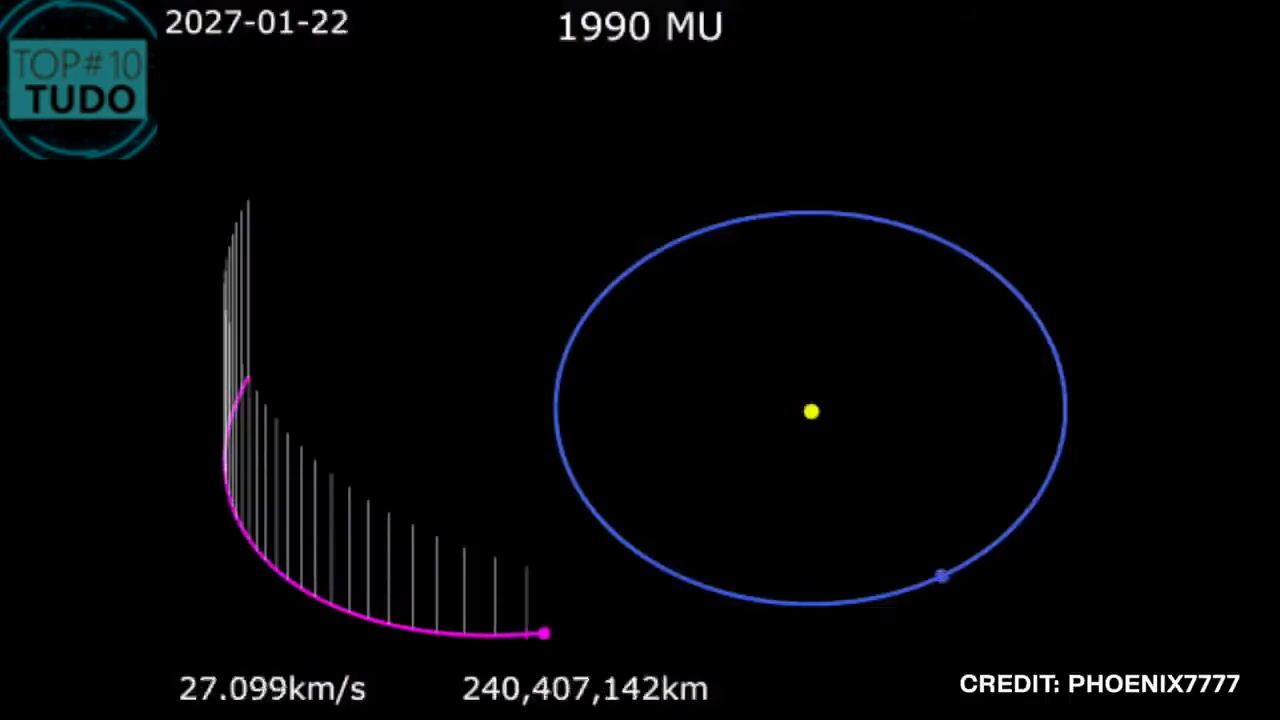 2027-01-22
1990 MU
TOP#10
TUDO
27.099km/s
240,407,142km
CREDIT: PHOENIX7777